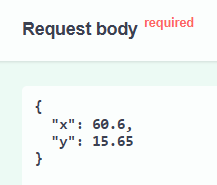 Request body required
{
  "x": 60.6,
  "y": 15.65
}